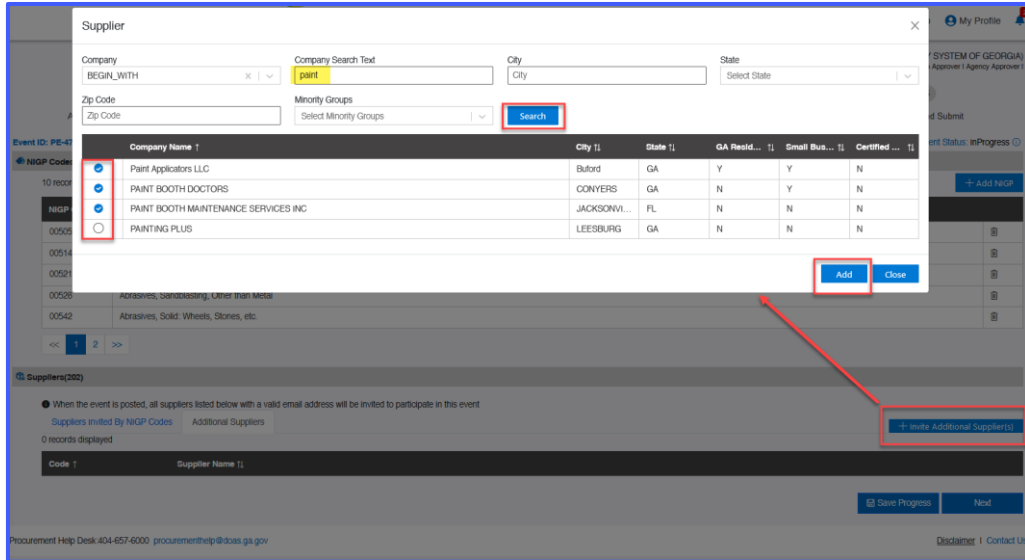 Supplier
My Profile
Company
Company Search Text
City
State
BEGIN_WITH
paint
City
Select State
SYSTEM OF GEORGIA)
Approver I Agency Approver I
Zip Code
Minority Groups
Zip Code
Select Minority Groups
Search
d Submit
Event ID: PE-47
ent Status: inProgress
Company Name
City
State
GA Resid...
Small Bus...
Certified ...
NIGP Codes
Paint Applicators LLC
Buford
GA
Y
Y
N
10 recor
+ Add NIGP
PAINT BOOTH DOCTORS
CONYERS
GA
N
Y
N
NIGP
PAINT BOOTH MAINTENANCE SERVICES INC
JACKSONVI...
FL
N
N
N
00505
PAINTING PLUS
LEESBURG
GA
N
N
N
00514
00521
Add
Close
00526
Abrasives, Sandblasting, Other than Metal
00542
Abrasives, Solid: Wheels, Stones, etc.
<< 1 2 >>
Suppliers(202)
When the event is posted, all suppliers listed below with a valid email address will be invited to participate in this event
Suppliers Invited By NIGP Codes
Additional Suppliers
+ Invite Additional Supplier(s)
0 records displayed
Code
Supplier Name
Save Progress
Next
Procurement Help Desk:404-657-6000 procurementhelp@doas.ga.gov
Disclaimer I Contact Us